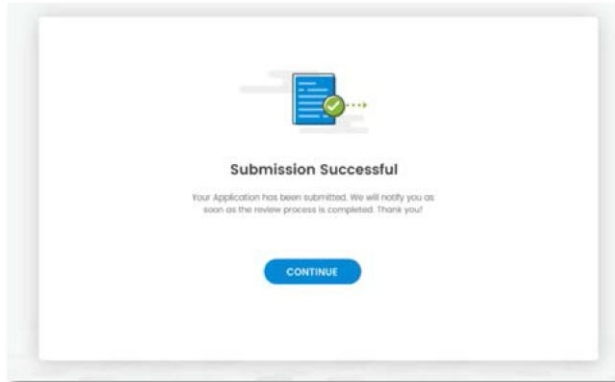 Submission Successful
Your Application has been submitted. We will notify you as
soon as the review process is completed. Thank you!
CONTINUE